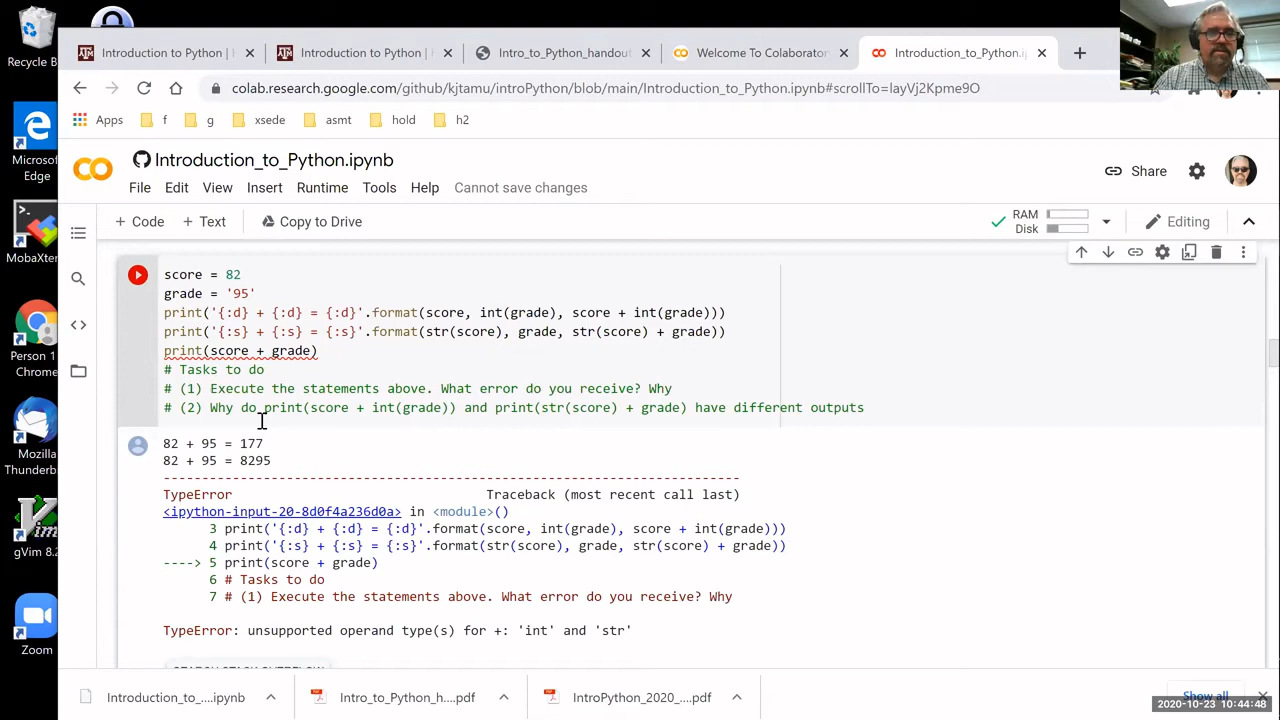 Recycle B
Introduction to Python |
Introduction to Python
Intro_to_Python_handout
Welcome To Colaborator
Introduction_to_Python.i
colab.research.google.com/github/kjtami/introPython/blob/main/Introduction_to_Python.ipynb#scrollTo=IayVj2Kpme9O
Apps
f
g
xsede
asmt
hold
h2
Microsof
Edge
Introduction_to_Python.ipynb
Share
File Edit View Insert Runtime Tools Help Cannot save changes
+ Code + Text Copy to Drive
RAM
Disk
Editing
MobaXter
score = 82
grade = '95'
print('{:d} + {:d} = {:d}'.format(score, int(grade), score + int(grade)))
print('{:s} + {:s} = {:s}'.format(str(score), grade, str(score) + grade))
print(score + grade)
# Tasks to do
# (1) Execute the statements above. What error do you receive? Why
# (2) Why do print(score + int(grade)) and print(str(score) + grade) have different outputs
Person 1
Chrome
82 + 95 = 177
82 + 95 = 8295
Mozilla
Thunderb
TypeError Traceback (most recent call last)
<ipython-input-20-8d0f4a236d0a> in <module>()
3 print('{:d} + {:d} = {:d}'.format(score, int(grade), score + int(grade)))
4 print('{:s} + {:s} = {:s}'.format(str(score), grade, str(score) + grade))
----> 5 print(score + grade)
6 # Tasks to do
7 # (1) Execute the statements above. What error do you receive? Why
gVim 8.2
TypeError: unsupported operand type(s) for +: 'int' and 'str'
Zoom
Introduction_to_....ipynb
Intro_to_Python_h....pdf
IntroPython_2020_....pdf
Show all
2020-10-23 10:44:48